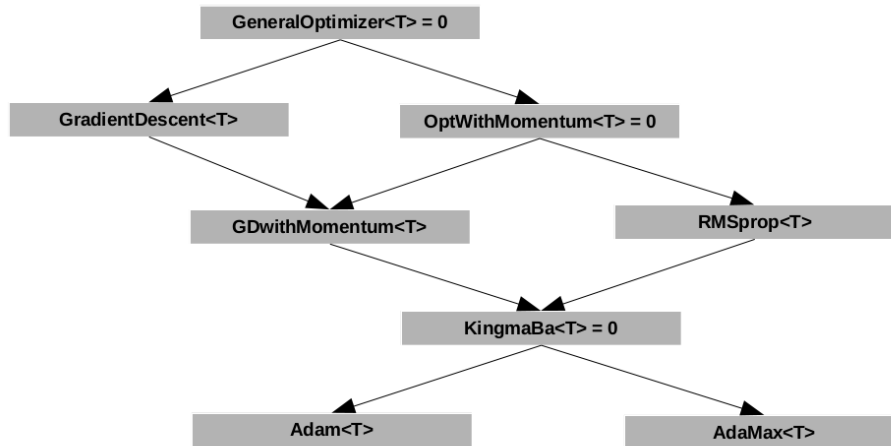 GeneralOptimizer<T> = 0
GradientDescent<T>
OptWithMomentum<T> = 0
GDwithMomentum<T>
RMSprop<T>
KingmaBa<T> = 0
Adam<T>
AdaMax<T>